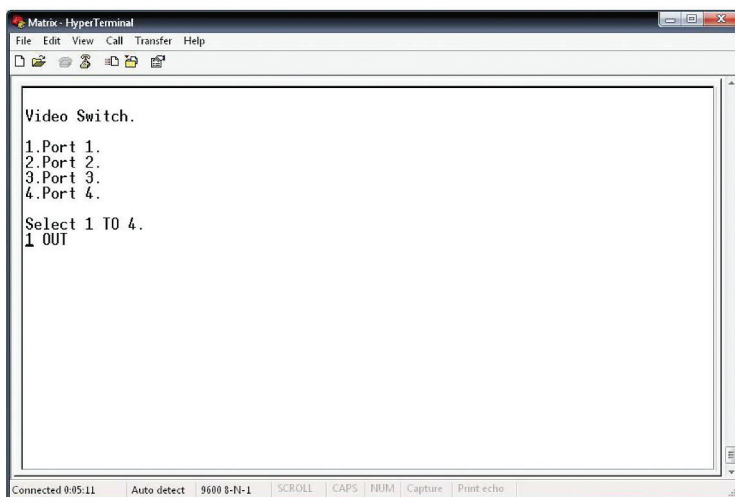 Matrix - HyperTerminal
File Edit View Call Transfer Help
Video Switch.
1.Port 1.
2.Port 2.
3.Port 3.
4.Port 4.
Select 1 TO 4.
1 OUT
Connected 0:05:11 Auto detect 9600 8-N-1 SCROLL CAPS NUM Capture Print echo